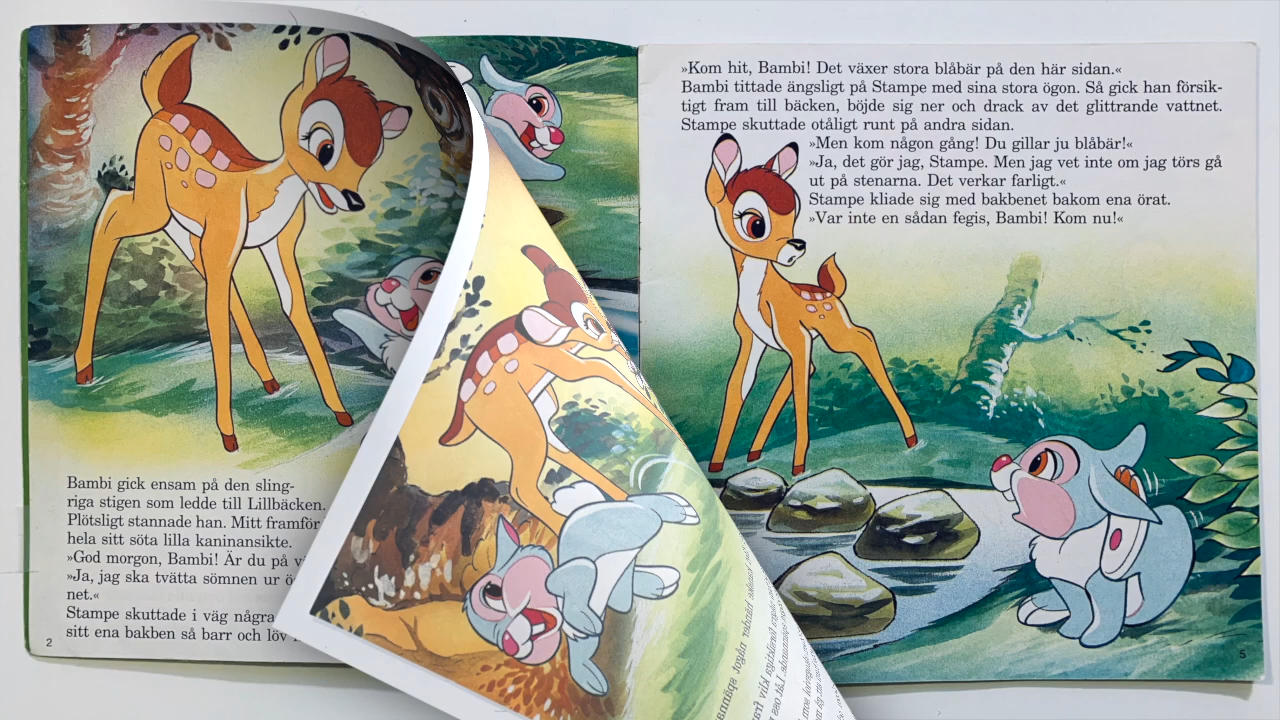 Bambi gick ensam på den sling-
riga stigen som ledde till Lillbäcken.
Plötsligt stannade han. Mitt framför
hela sitt söta lilla kaninansikte.
»God morgon, Bambi! Är du på
»Ja, jag ska tvätta sömnen ur
net.«
Stampe skuttade i väg några
sitt ena bakben så barr och löv
2
»Kom hit, Bambi! Det växer stora blåbär på den här sidan.«
Bambi tittade ängsligt på Stampe med sina stora ögon. Så gick han försik-
tigt fram till bäcken, böjde sig ner och drack av det glittrande vattnet.
Stampe skuttade otåligt runt på andra sidan.
»Men kom någon gång! Du gillar ju blåbär!«
»Ja, det gör jag, Stampe. Men jag vet inte om jag törs gå
ut på stenarna. Det verkar farligt.«
Stampe kliade sig med bakbenet bakom ena örat.
»Var inte en sådan fegis, Bambi! Kom nu!«
5